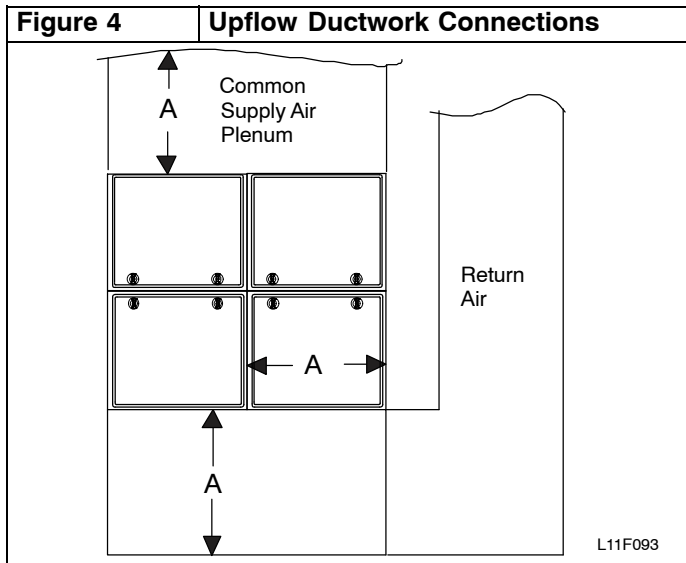 Figure 4 Upflow Ductwork Connections
A
Common
Supply Air
Plenum
Return
Air
A
A
L11F093